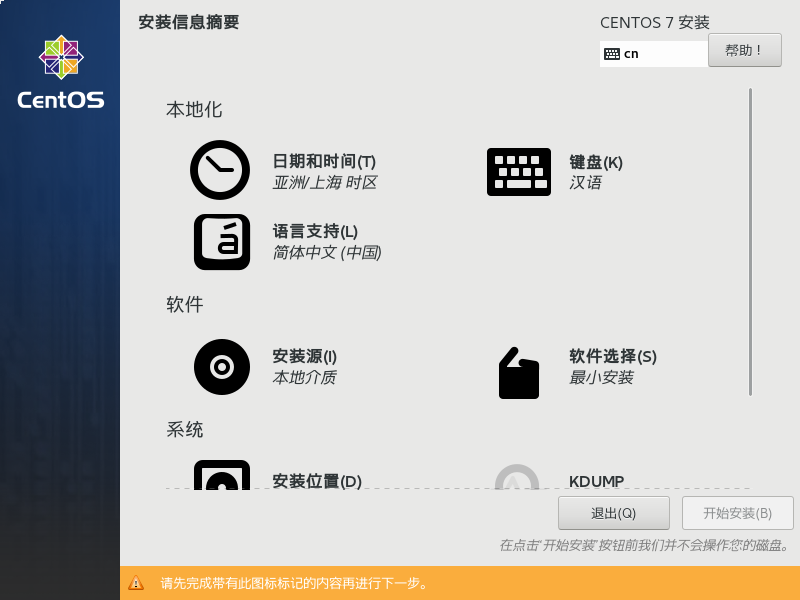 安装信息摘要
CENTOS 7 安装
cn
帮助！
CentOS
本地化
日期和时间(T)
亚洲/上海 时区
键盘(K)
汉语
á
语言支持(L)
简体中文 (中国)
软件
安装源(I)
本地介质
软件选择(S)
最小安装
系统
安装位置(D)
KDUMP
退出(Q)
开始安装(B)
在点击'开始安装'按钮前我们并不会操作您的磁盘。
请先完成带有此图标标记的内容再进行下一步。